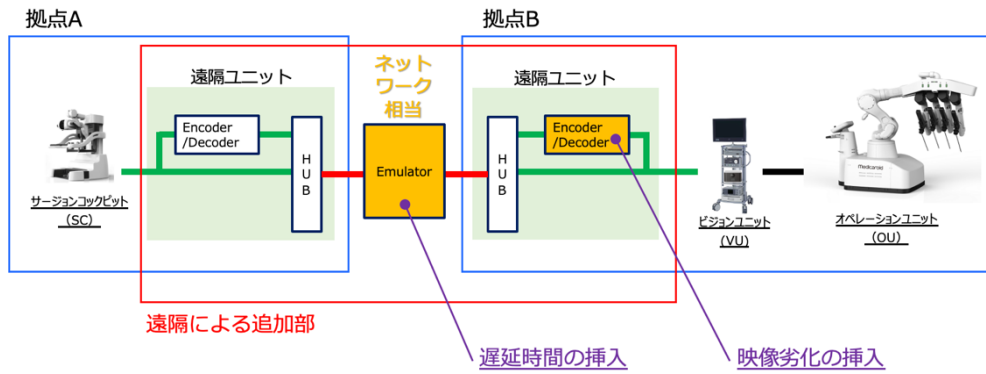 拠点A
拠点B
遠隔ユニット
ネット
ワーク
相当
遠隔ユニット
Encoder
/Decoder
H
U
B
Emulator
H
U
B
Encoder
/Decoder
medicaroid
サージョンコックピット
(SC)
ビジョンユニット
(VU)
オペレーションユニット
(OU)
遠隔による追加部
遅延時間の挿入
映像劣化の挿入